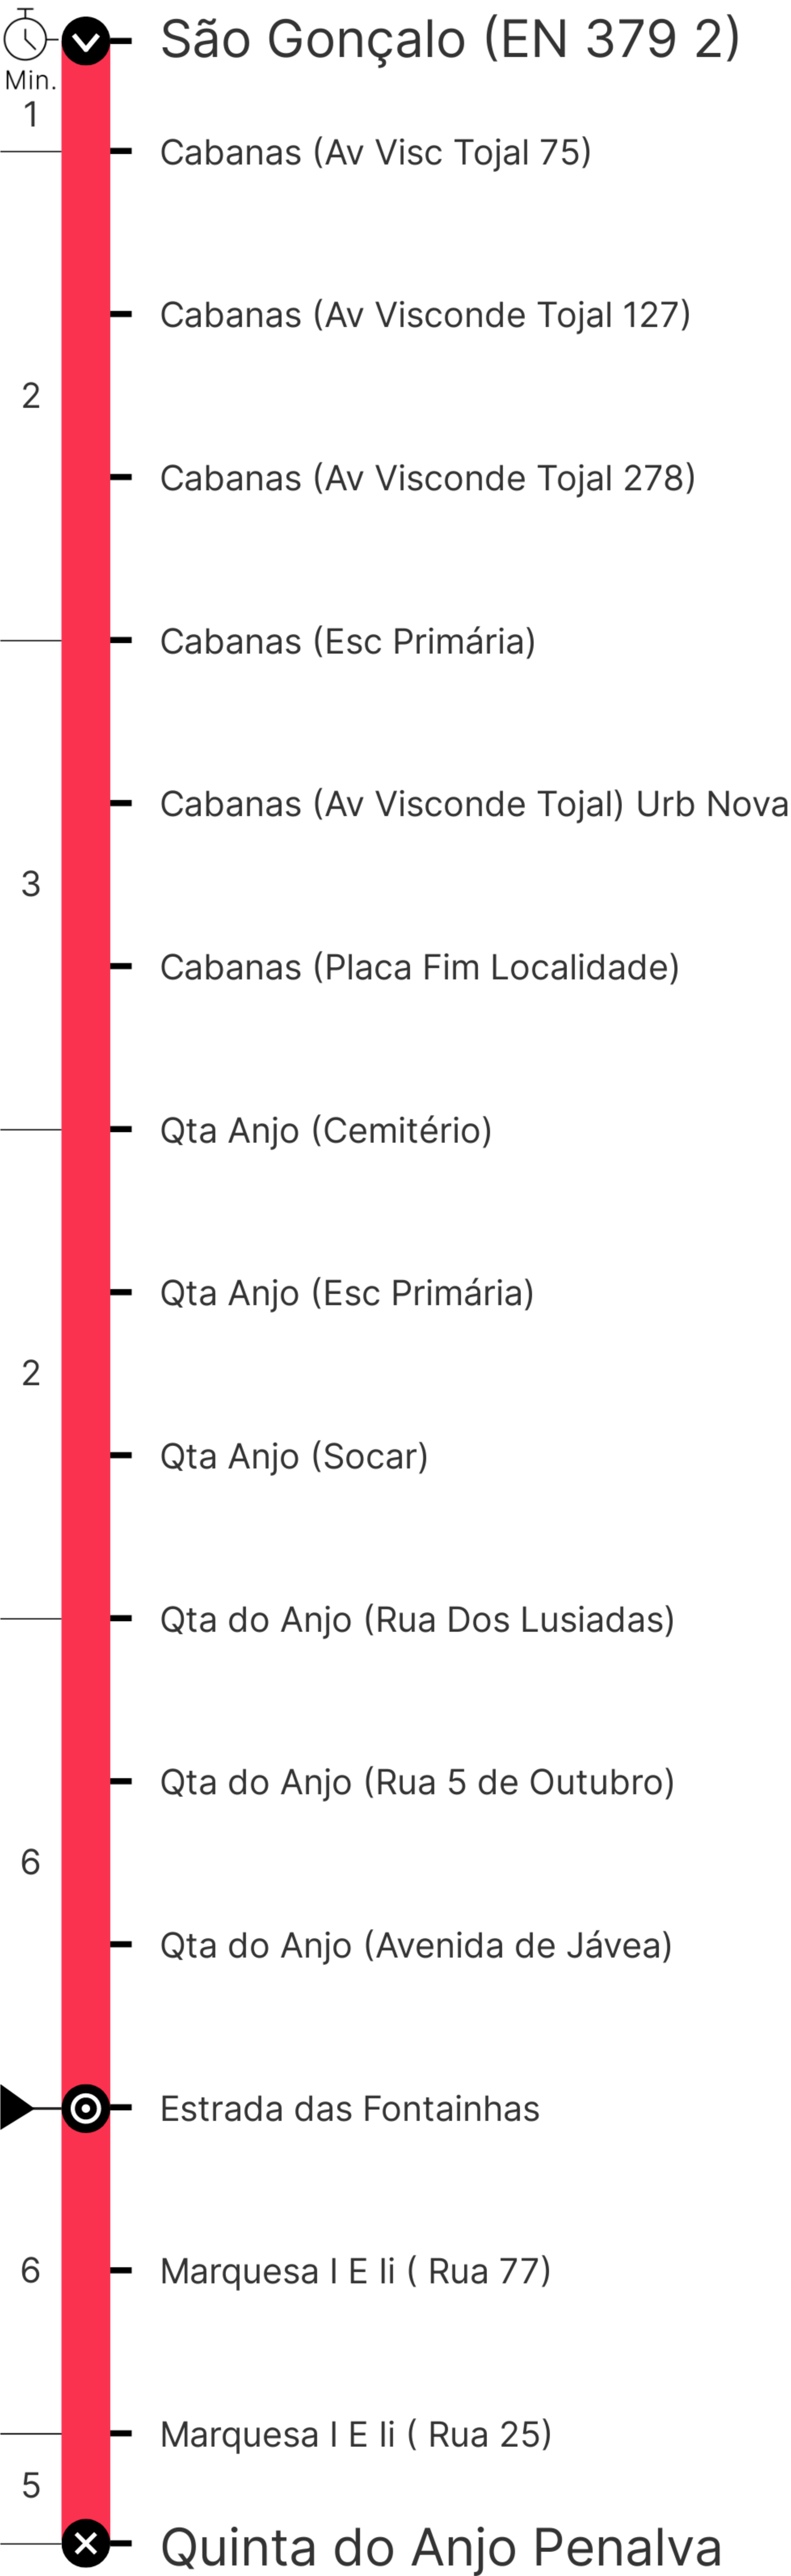 São Gonçalo (EN 379 2)
Min.
1
Cabanas (Av Visc Tojal 75)
Cabanas (Av Visconde Tojal 127)
2
Cabanas (Av Visconde Tojal 278)
Cabanas (Esc Primária)
Cabanas (Av Visconde Tojal) Urb Nova
3
Cabanas (Placa Fim Localidade)
Qta Anjo (Cemitério)
Qta Anjo (Esc Primária)
2
Qta Anjo (Socar)
Qta do Anjo (Rua Dos Lusiadas)
Qta do Anjo (Rua 5 de Outubro)
6
Qta do Anjo (Avenida de Jávea)
Estrada das Fontainhas
6 Marquesa I E Ii ( Rua 77)
Marquesa I E Ii ( Rua 25)
5
Quinta do Anjo Penalva